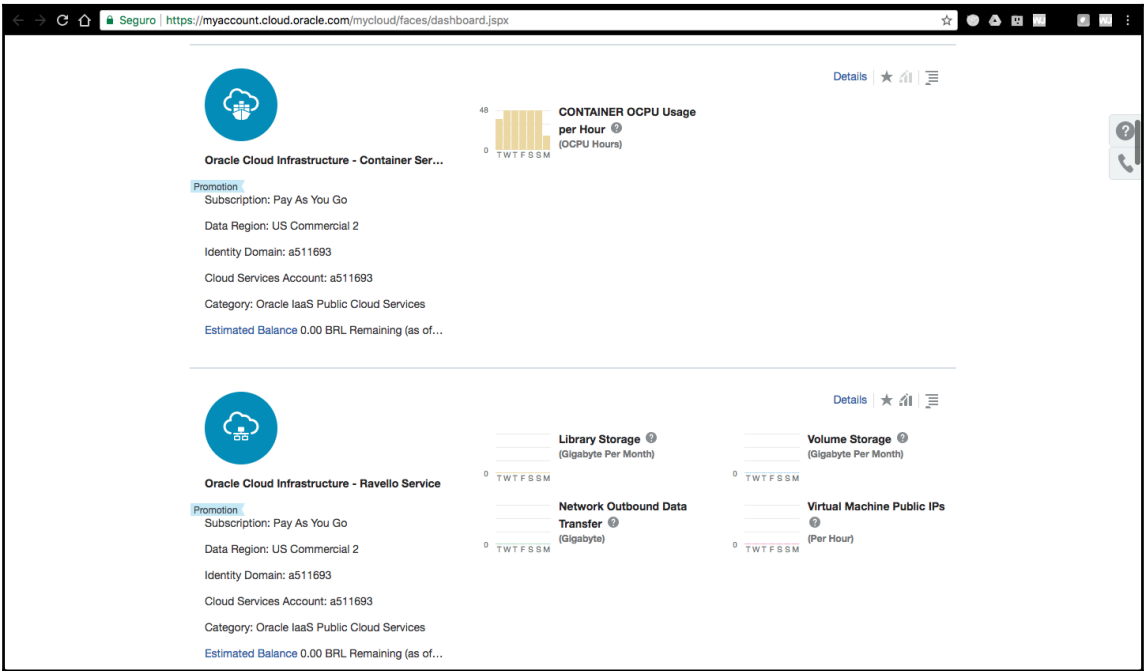 Seguro https://myaccount.cloud.oracle.com/mycloud/faces/dashboard.jspx
Details
48
0
T W T F S S M
CONTAINER OCPU Usage
per Hour
(OCPU Hours)
Oracle Cloud Infrastructure - Container Ser...
Promotion
Subscription: Pay As You Go
Data Region: US Commercial 2
Identity Domain: a511693
Cloud Services Account: a511693
Category: Oracle IaaS Public Cloud Services
Estimated Balance 0.00 BRL Remaining (as of...
Details
0
T W T F S S M
Library Storage
(Gigabyte Per Month)
0
T W T F S S M
Volume Storage
(Gigabyte Per Month)
Oracle Cloud Infrastructure - Ravello Service
0
T W T F S S M
Network Outbound Data
Transfer
(Gigabyte)
0
T W T F S S M
Virtual Machine Public IPs
(Per Hour)
Promotion
Subscription: Pay As You Go
Data Region: US Commercial 2
Identity Domain: a511693
Cloud Services Account: a511693
Category: Oracle IaaS Public Cloud Services
Estimated Balance 0.00 BRL Remaining (as of...